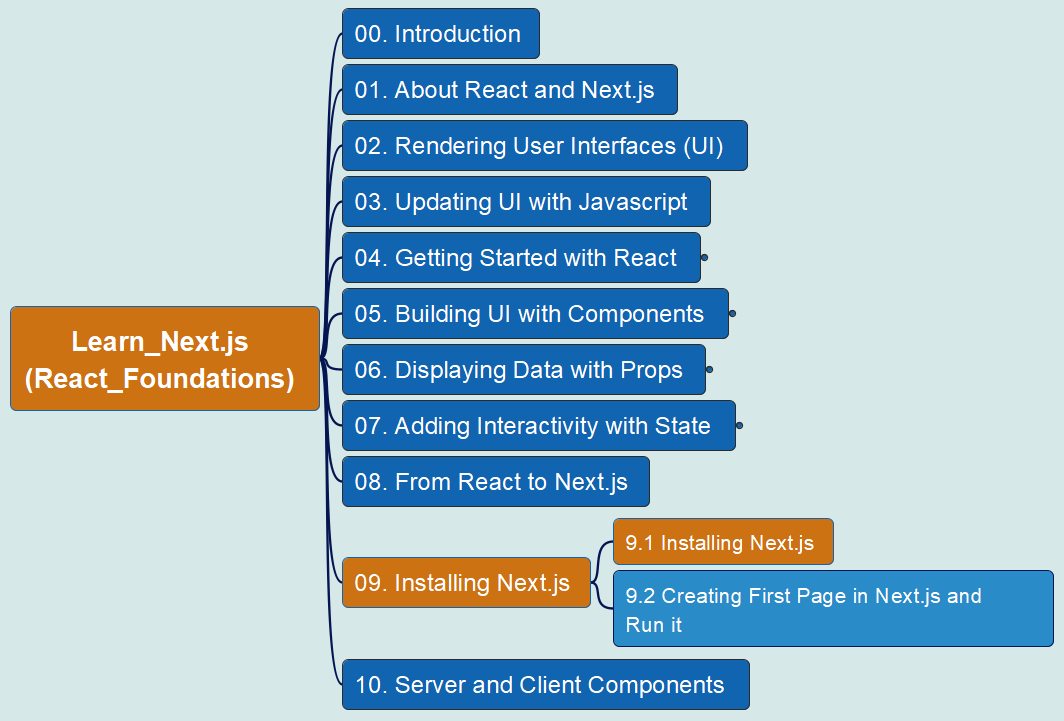 Learn_Next.js
(React_Foundations)
00. Introduction
01. About React and Next.js
02. Rendering User Interfaces (UI)
03. Updating UI with Javascript
04. Getting Started with React
05. Building UI with Components
06. Displaying Data with Props
07. Adding Interactivity with State
08. From React to Next.js
09. Installing Next.js
9.1 Installing Next.js
9.2 Creating First Page in Next.js and
Run it
10. Server and Client Components